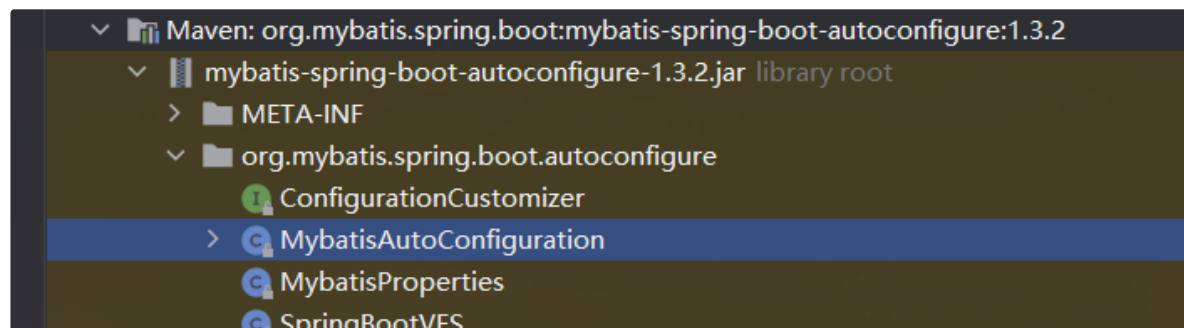 Maven: org.mybatis.spring.boot:mybatis-spring-boot-autoconfigure:1.3.2
mybatis-spring-boot-autoconfigure-1.3.2.jar library root
META-INF
org.mybatis.spring.boot.autoconfigure
ConfigurationCustomizer
MybatisAutoConfiguration
MybatisProperties
SpringBootVFS